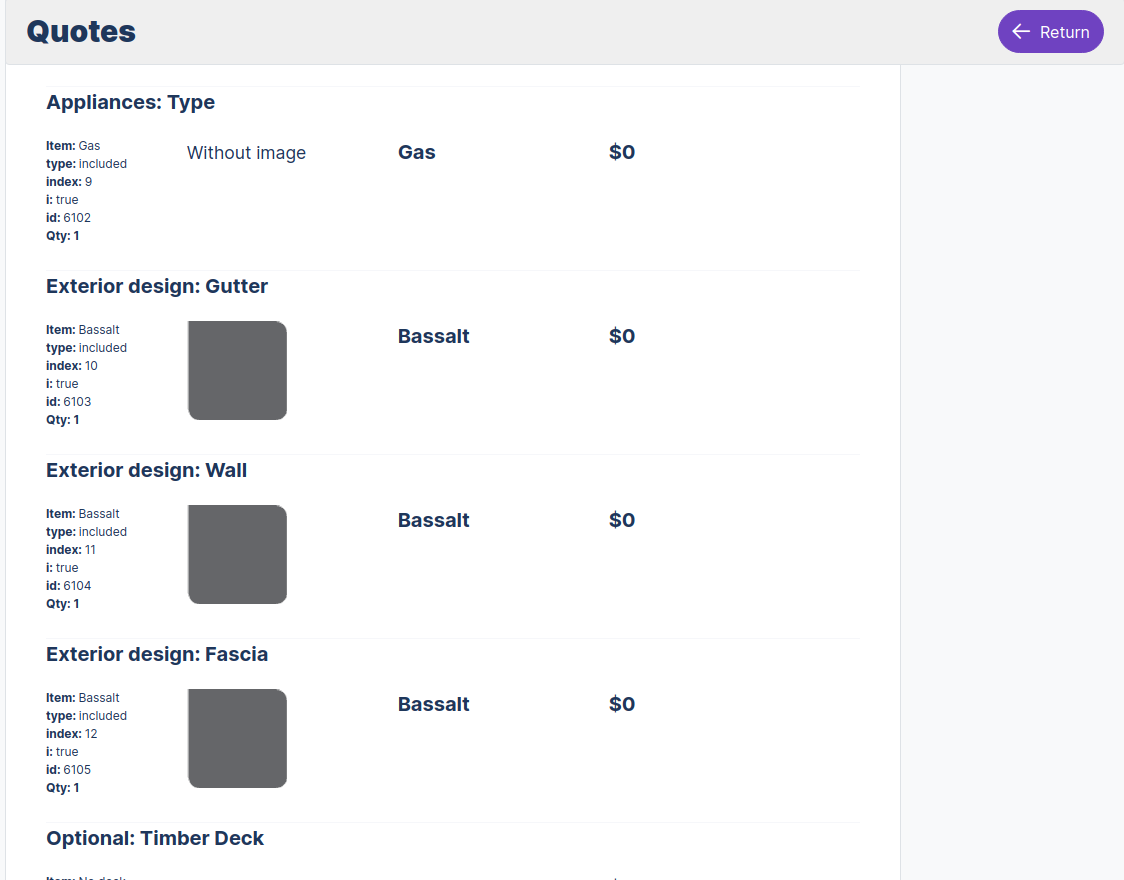 Quotes
Return
Appliances: Type
Item: Gas
type: included
index: 9
i: true
id: 6102
Qty: 1
Without image
Gas
$0
Exterior design: Gutter
Item: Bassalt
type: included
index: 10
i: true
id: 6103
Qty: 1
Bassalt
$0
Exterior design: Wall
Item: Bassalt
type: included
index: 11
i: true
id: 6104
Qty: 1
Bassalt
$0
Exterior design: Fascia
Item: Bassalt
type: included
index: 12
i: true
id: 6105
Qty: 1
Bassalt
$0
Optional: Timber Deck
Item: No deck